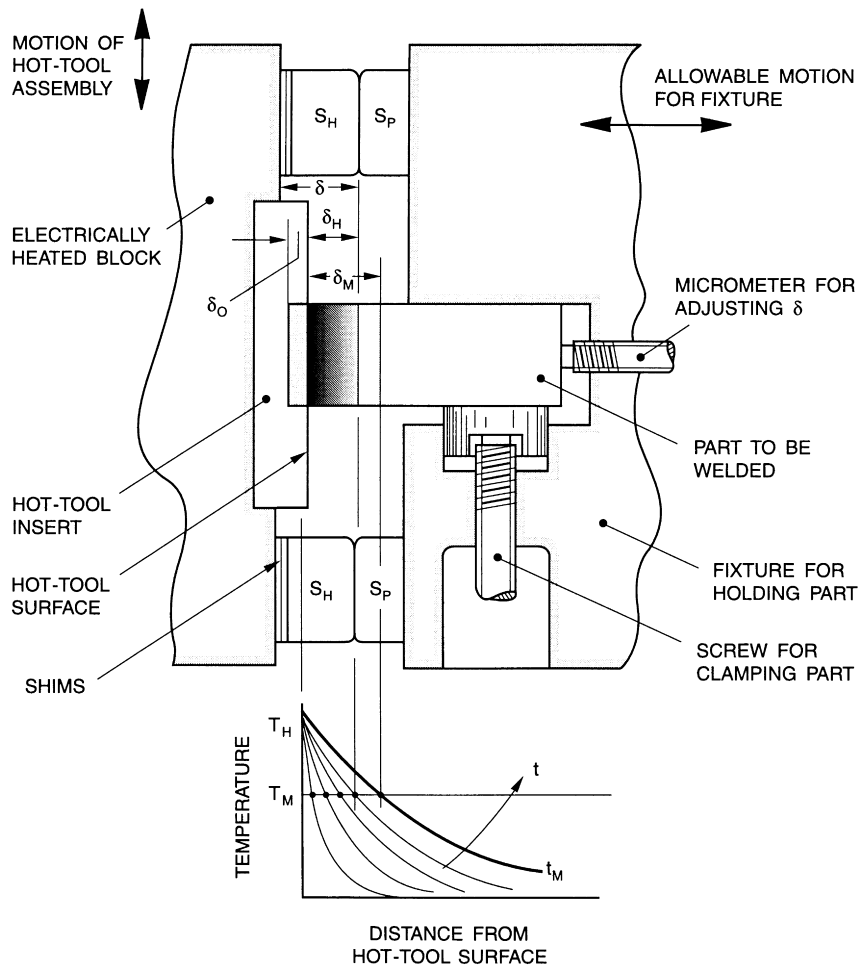 MOTION OF
HOT-TOOL
ASSEMBLY
ALLOWABLE MOTION
FOR FIXTURE
S_H
S_P
δ
δ_H
ELECTRICALLY
HEATED BLOCK
δ_M
δ_O
MICROMETER FOR
ADJUSTING δ
PART TO BE
WELDED
HOT-TOOL
INSERT
HOT-TOOL
SURFACE
S_H
S_P
FIXTURE FOR
HOLDING PART
SCREW FOR
CLAMPING PART
SHIMS
T_H
T_M
TEMPERATURE
t
t_M
DISTANCE FROM
HOT-TOOL SURFACE